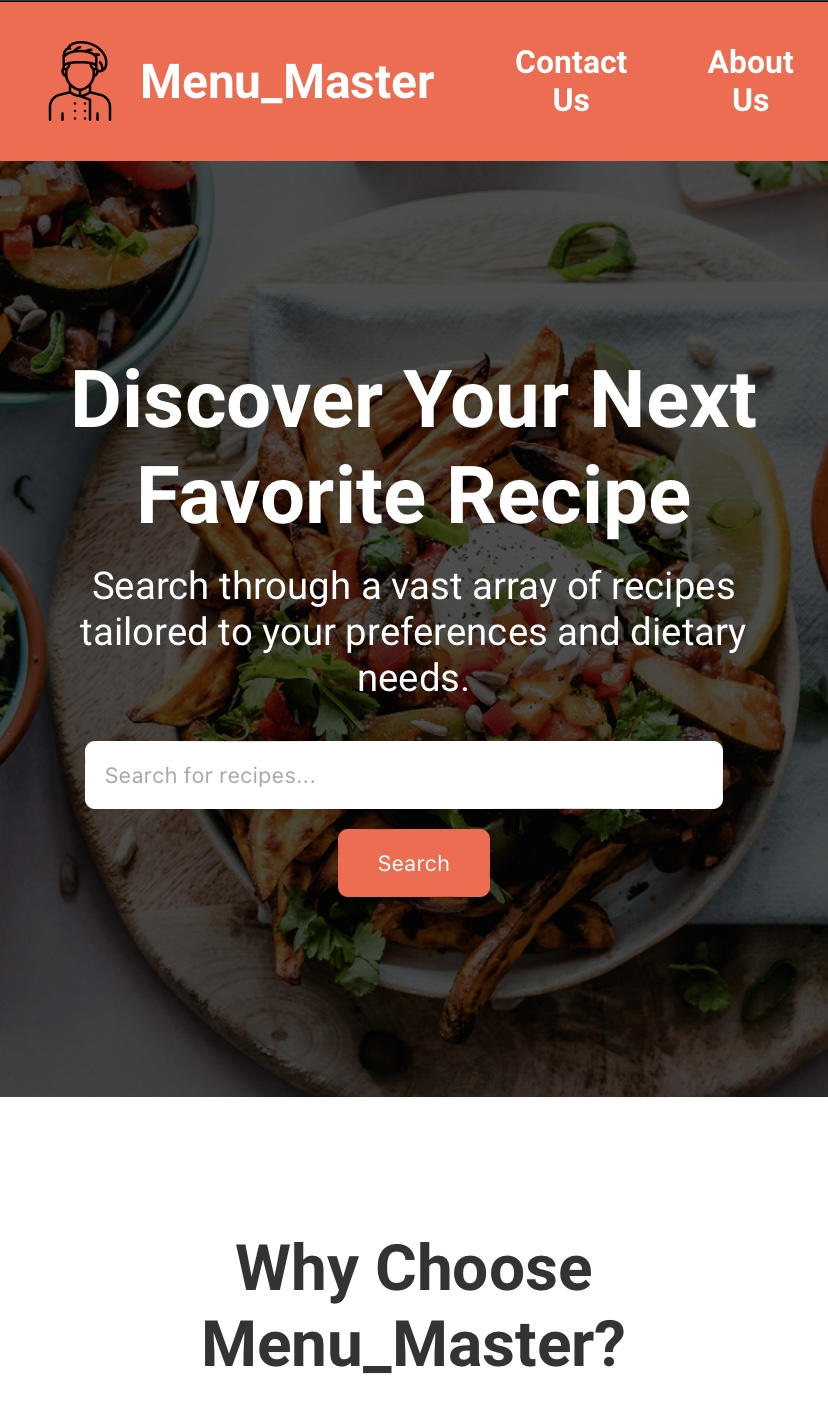 Menu_Master
Contact
Us
About
Us
Discover Your Next
Favorite Recipe
Search through a vast array of recipes
tailored to your preferences and dietary
needs.
Search for recipes...
Search
Why Choose
Menu_Master?